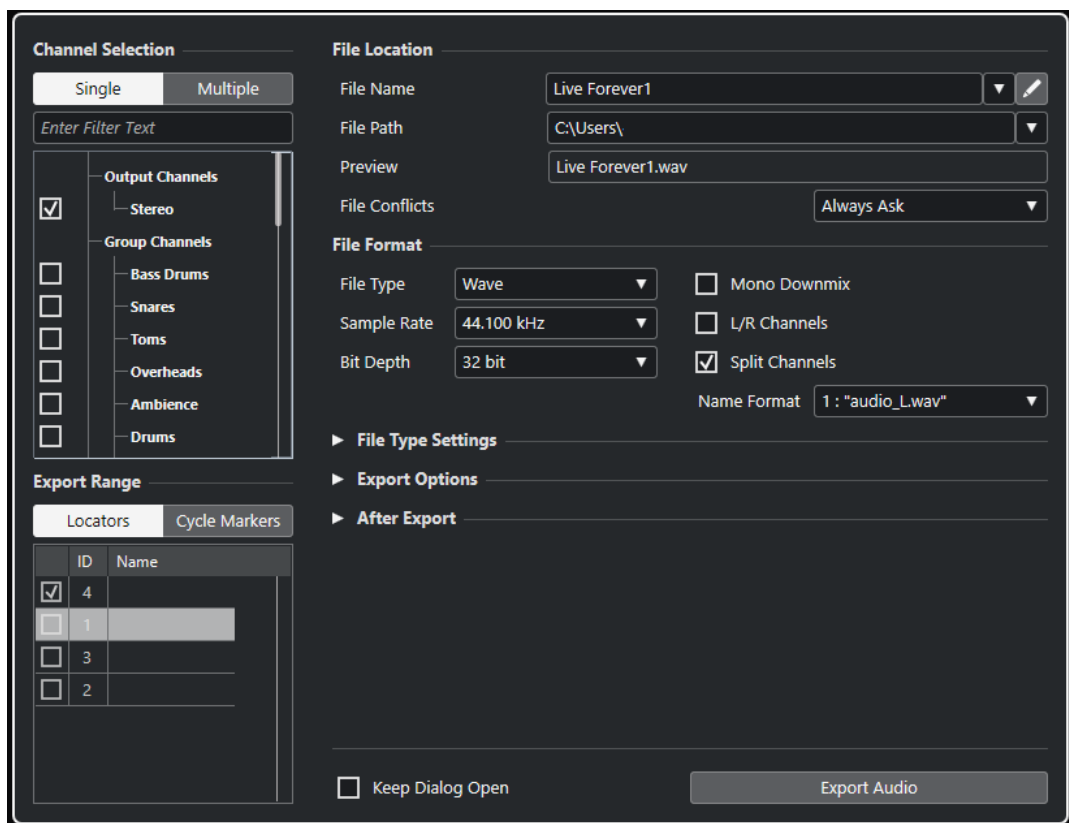 Channel Selection
Single Multiple
Enter Filter Text
Output Channels
Stereo
Group Channels
Bass Drums
Snares
Toms
Overheads
Ambience
Drums
Export Range
Locators Cycle Markers
ID Name
4
1
3
2
File Location
File Name Live Forever1
File Path C:\Users\
Preview Live Forever1.wav
File Conflicts Always Ask
File Format
File Type Wave Mono Downmix
Sample Rate 44.100 kHz L/R Channels
Bit Depth 32 bit Split Channels
Name Format 1 : "audio_L.wav"
File Type Settings
Export Options
After Export
Keep Dialog Open Export Audio